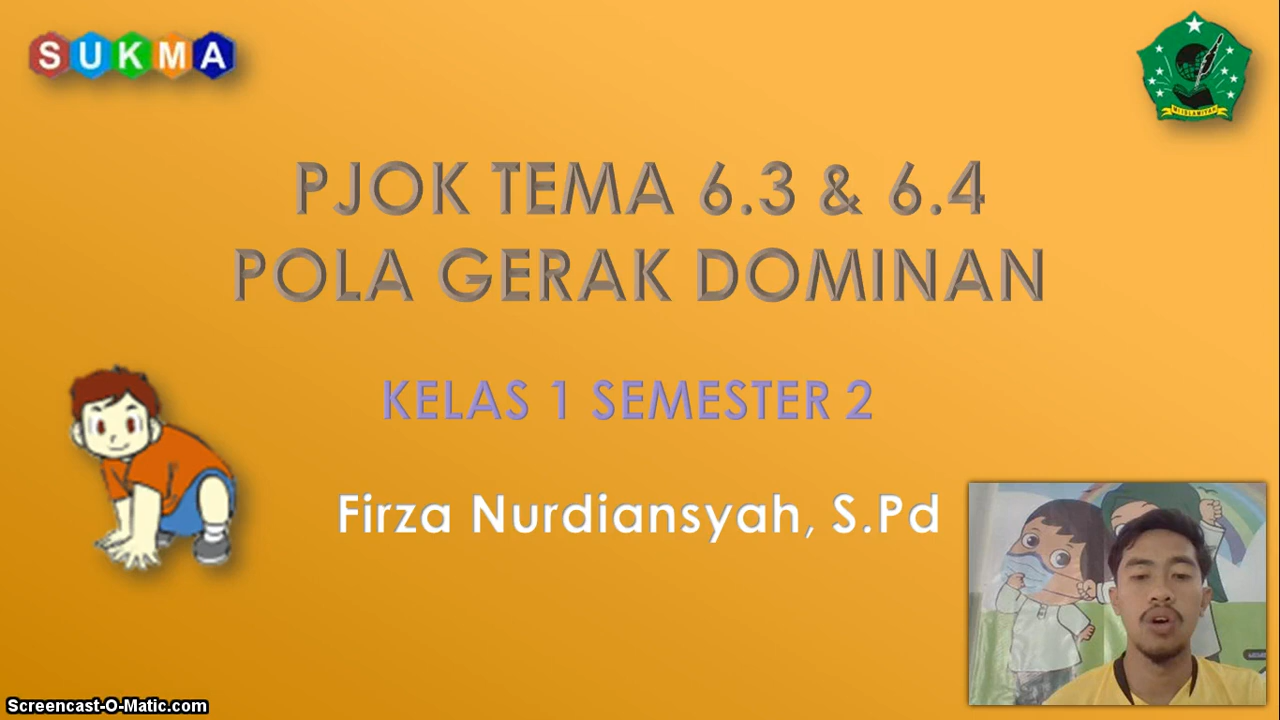 SUKMA
PJOK TEMA 6.3 & 6.4
POLA GERAK DOMINAN
KELAS 1 SEMESTER 2
Firza Nurdiansyah, S.Pd
Screencast-O-Matic.com